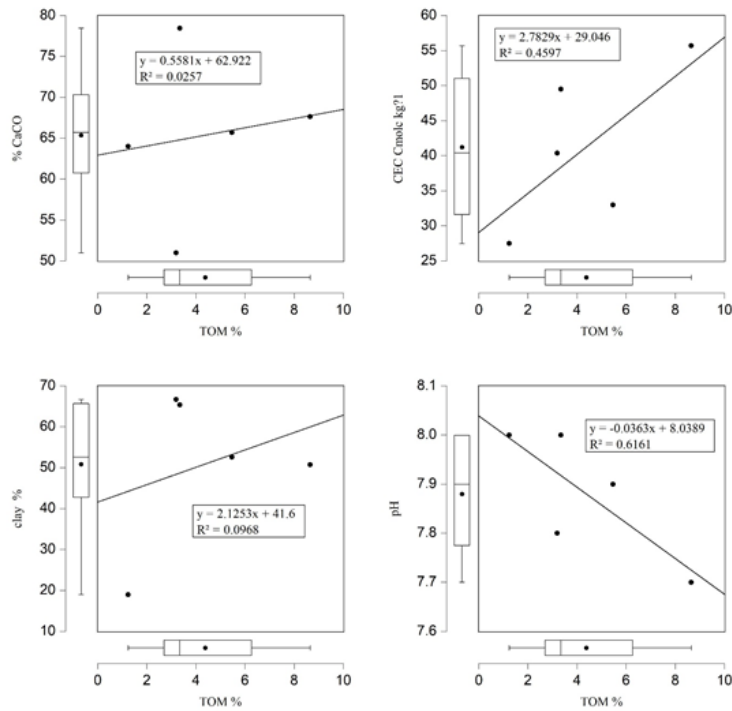 80
75
70
65
60
55
50
% CaCO
y = 0.5581x + 62.922
R² = 0.0257
0 2 4 6 8 10
TOM %
60
55
50
45
40
35
30
25
CEC Cmolc kg?1
y = 2.7829x + 29.046
R² = 0.4597
0 2 4 6 8 10
TOM %
70
60
50
40
30
20
10
clay %
y = 2.1253x + 41.6
R² = 0.0968
0 2 4 6 8 10
TOM %
8.1
8.0
7.9
7.8
7.7
7.6
pH
y = -0.0363x + 8.0389
R² = 0.6161
0 2 4 6 8 10
TOM %